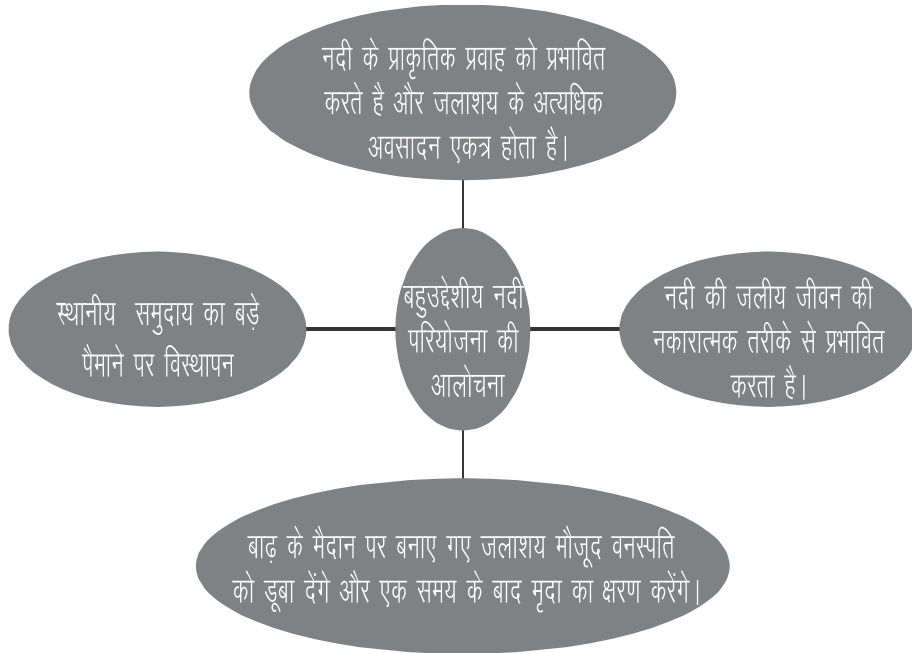 नदी के प्राकृतिक प्रवाह को प्रभावित
करते है और जलाशय के अत्यधिक
अवसादन एकत्र होता है।
स्थानीय समुदाय का बड़े
पैमाने पर विस्थापन
बहुउद्देशीय नदी
परियोजना की
आलोचना
नदी की जलीय जीवन की
नकारात्मक तरीके से प्रभावित
करता है।
बाढ़ के मैदान पर बनाए गए जलाशय मौजूद वनस्पति
को डूबा देंगे और एक समय के बाद मृदा का क्षरण करेंगे।